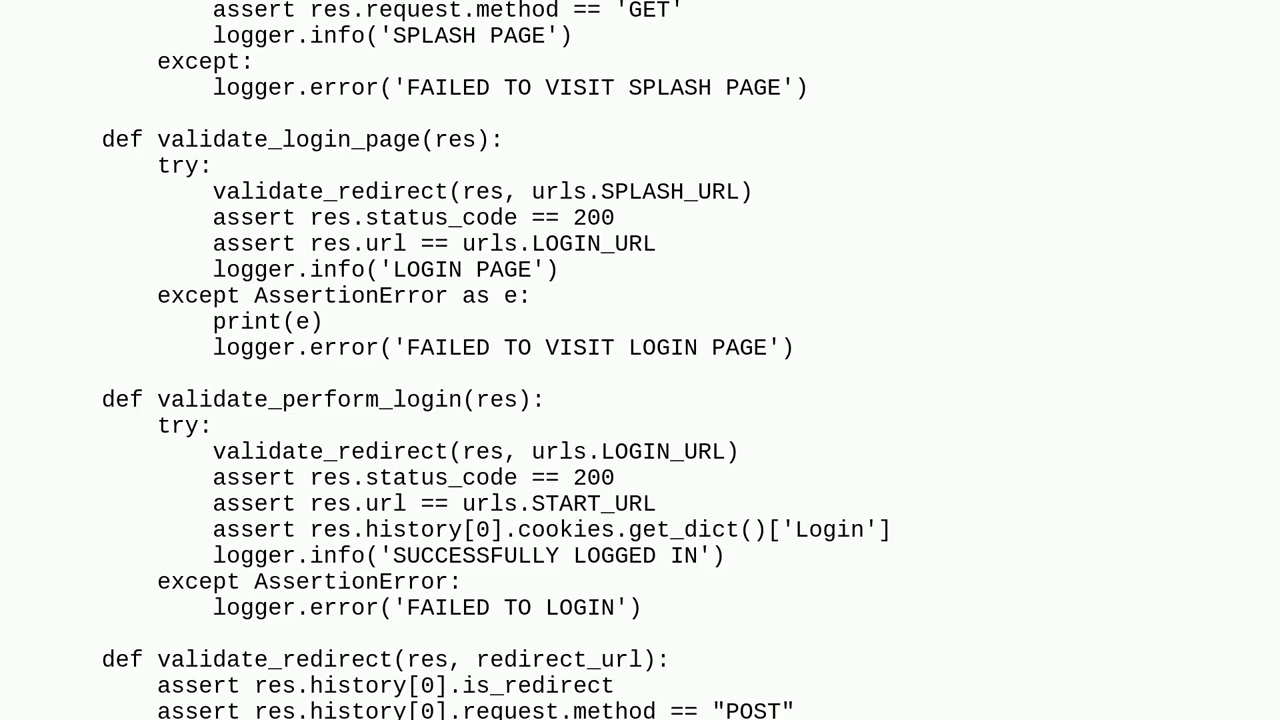 assert res.request.method == 'GET'
        logger.info('SPLASH PAGE')
    except:
        logger.error('FAILED TO VISIT SPLASH PAGE')

def validate_login_page(res):
    try:
        validate_redirect(res, urls.SPLASH_URL)
        assert res.status_code == 200
        assert res.url == urls.LOGIN_URL
        logger.info('LOGIN PAGE')
    except AssertionError as e:
        print(e)
        logger.error('FAILED TO VISIT LOGIN PAGE')

def validate_perform_login(res):
    try:
        validate_redirect(res, urls.LOGIN_URL)
        assert res.status_code == 200
        assert res.url == urls.START_URL
        assert res.history[0].cookies.get_dict()['Login']
        logger.info('SUCCESSFULLY LOGGED IN')
    except AssertionError:
        logger.error('FAILED TO LOGIN')

def validate_redirect(res, redirect_url):
    assert res.history[0].is_redirect
    assert res.history[0].request.method == "POST"